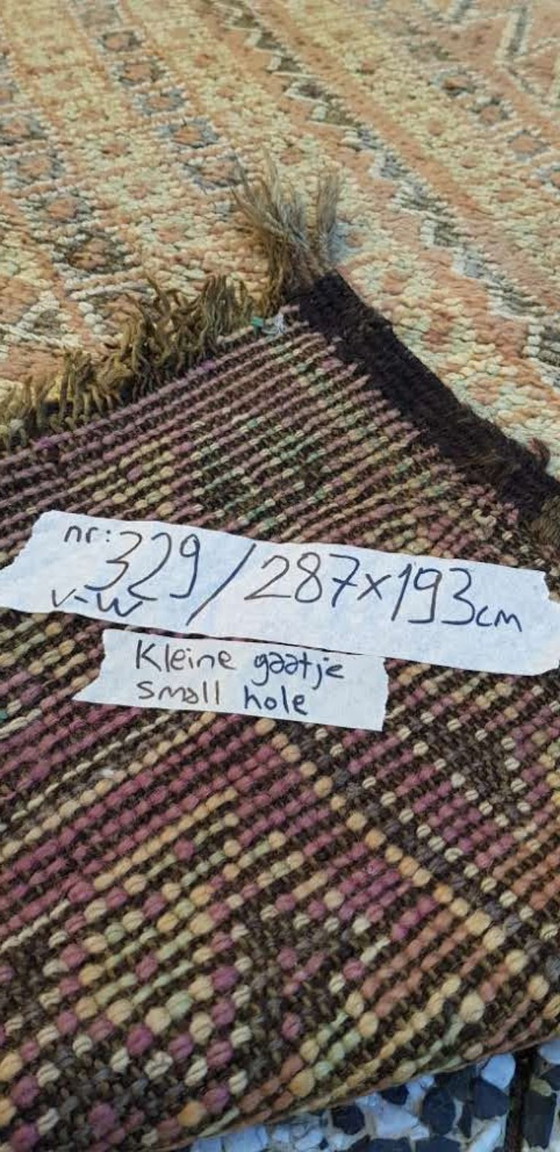 nr: 329/287x193cm
V-W
Kleine gaatje
small hole